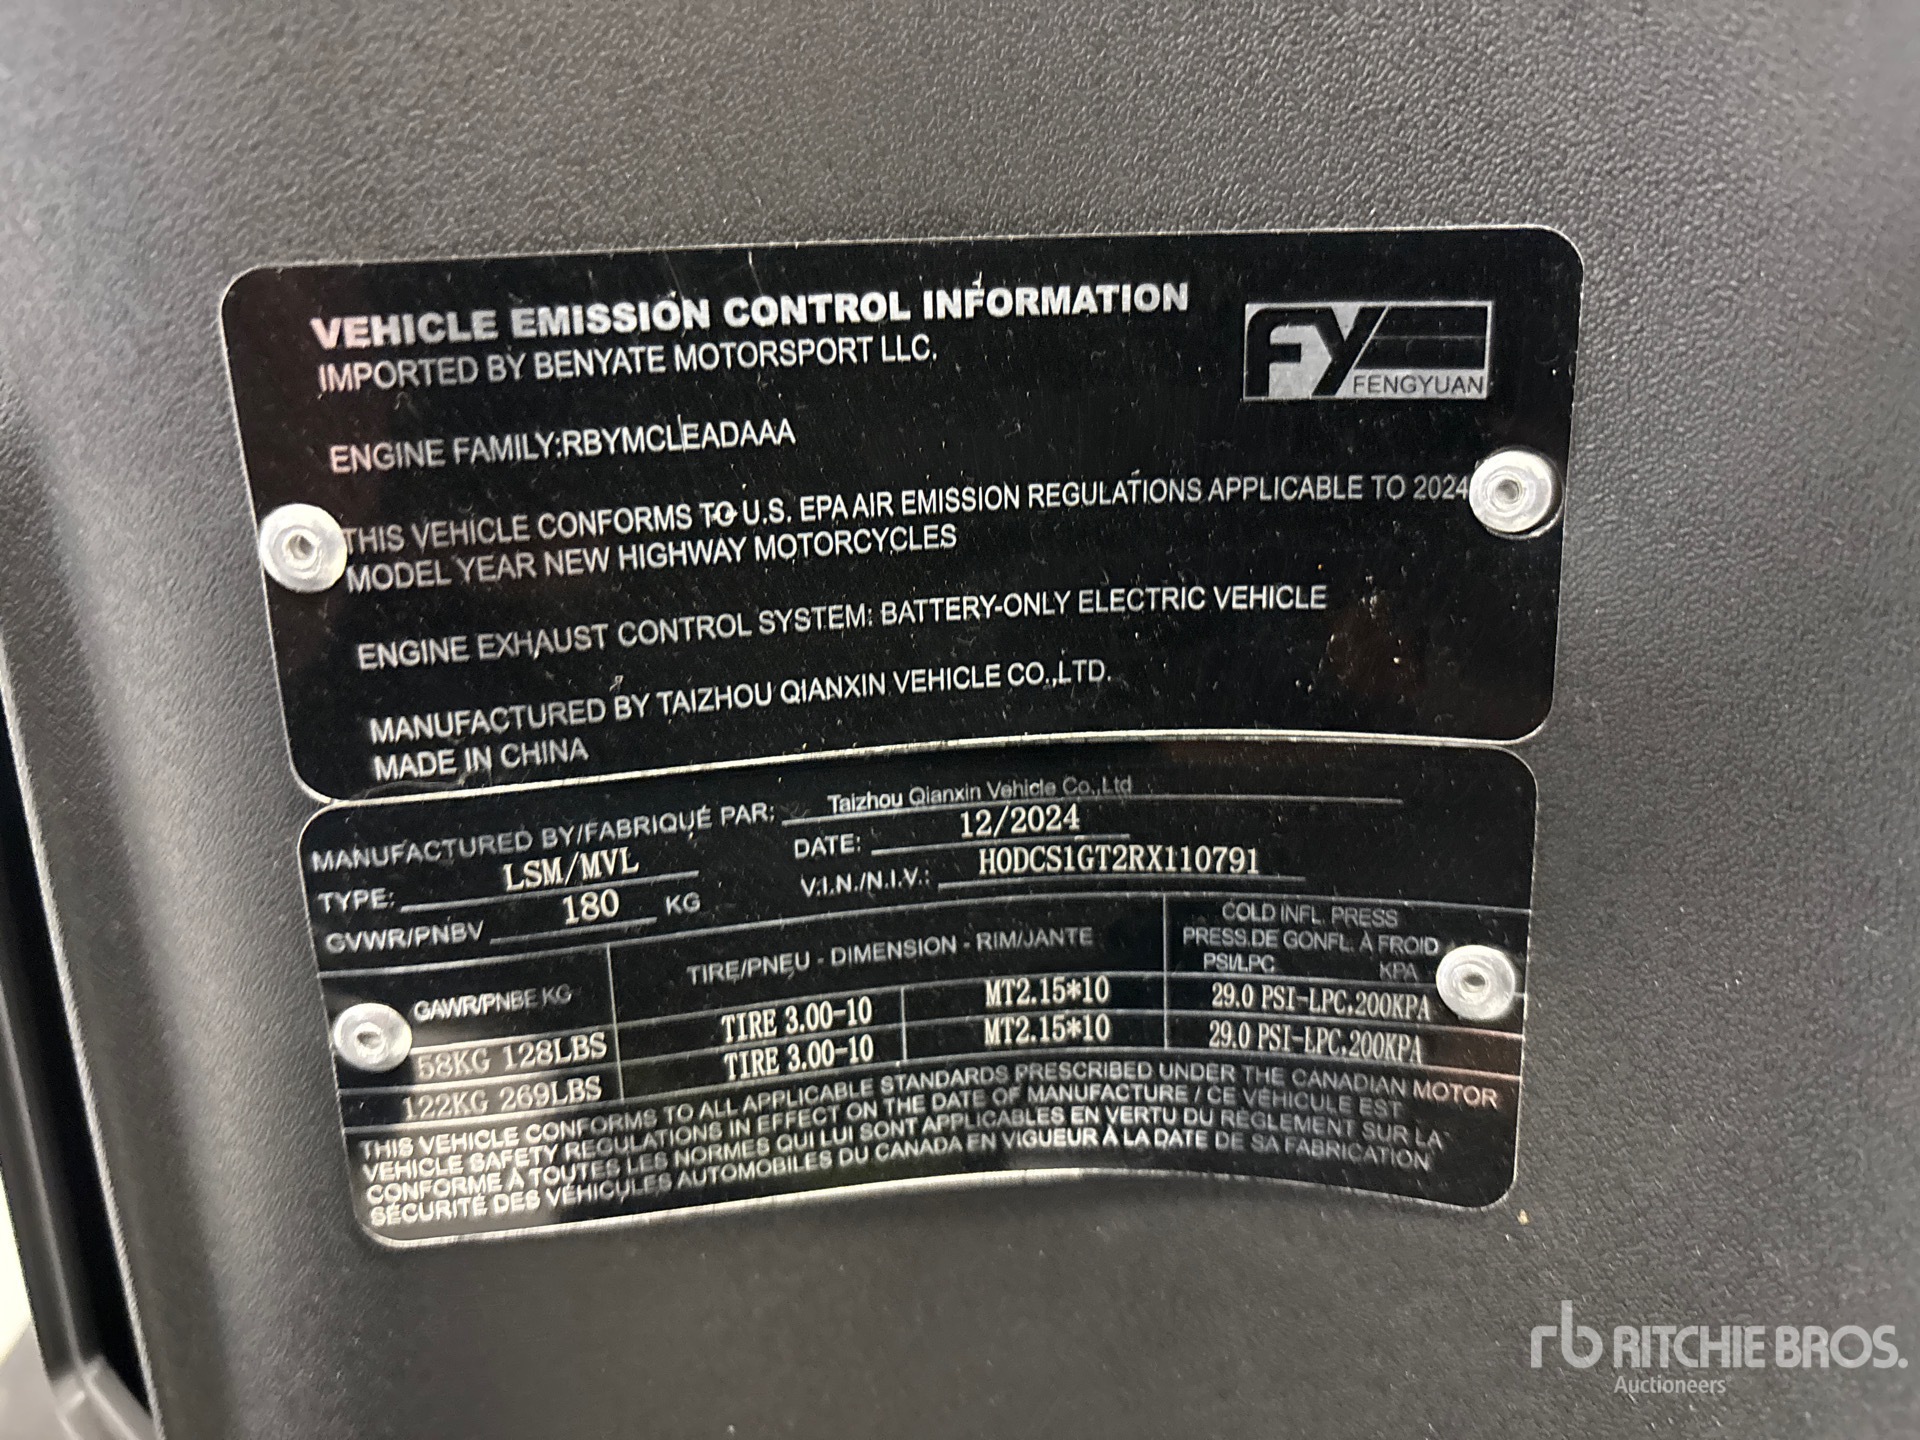 VEHICLE EMISSION CONTROL INFORMATION
IMPORTED BY BENYATE MOTORSPORT LLC.
FY
FENGYUAN
ENGINE FAMILY:RBYMCLEADAAA
THIS VEHICLE CONFORMS TO U.S. EPA AIR EMISSION REGULATIONS APPLICABLE TO 2024
MODEL YEAR NEW HIGHWAY MOTORCYCLES
ENGINE EXHAUST CONTROL SYSTEM: BATTERY-ONLY ELECTRIC VEHICLE
MANUFACTURED BY TAIZHOU QIANXIN VEHICLE CO.,LTD.
MADE IN CHINA
MANUFACTURED BY/FABRIQUÉ PAR: Taizhou Qianxin Vehicle Co.,Ltd
TYPE: LSM/MVL DATE: 12/2024
GVWR/PNBV 180 KG V.I.N./N.I.V.: H0DCS1GT2RX110791
GAWR/PNBE KG TIRE/PNEU - DIMENSION - RIM/JANTE COLD INFL. PRESS
PRESS.DE GONFL. À FROID
PSI/LPC KPA
58KG 128LBS TIRE 3.00-10 MT2.15*10 29.0 PSI-LPC,200KPA
122KG 269LBS TIRE 3.00-10 MT2.15*10 29.0 PSI-LPC,200KPA
THIS VEHICLE CONFORMS TO ALL APPLICABLE STANDARDS PRESCRIBED UNDER THE CANADIAN MOTOR
VEHICLE SAFETY REGULATIONS IN EFFECT ON THE DATE OF MANUFACTURE / CE VÉHICULE EST
CONFORME À TOUTES LES NORMES QUI LUI SONT APPLICABLES EN VERTU DU RÈGLEMENT SUR LA
SÉCURITÉ DES VÉHICULES AUTOMOBILES DU CANADA EN VIGUEUR À LA DATE DE SA FABRICATION
rb RITCHIE BROS.
Auctioneers